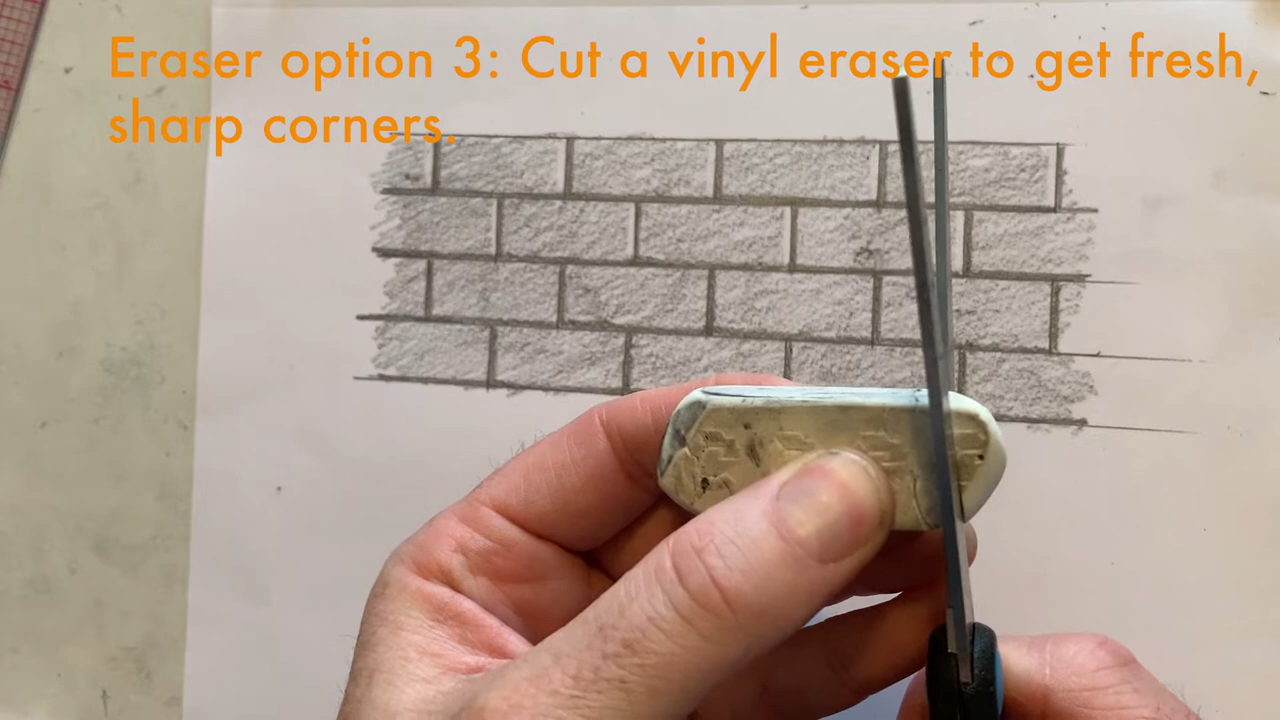 Eraser option 3: Cut a vinyl eraser to get fresh,
sharp corners.